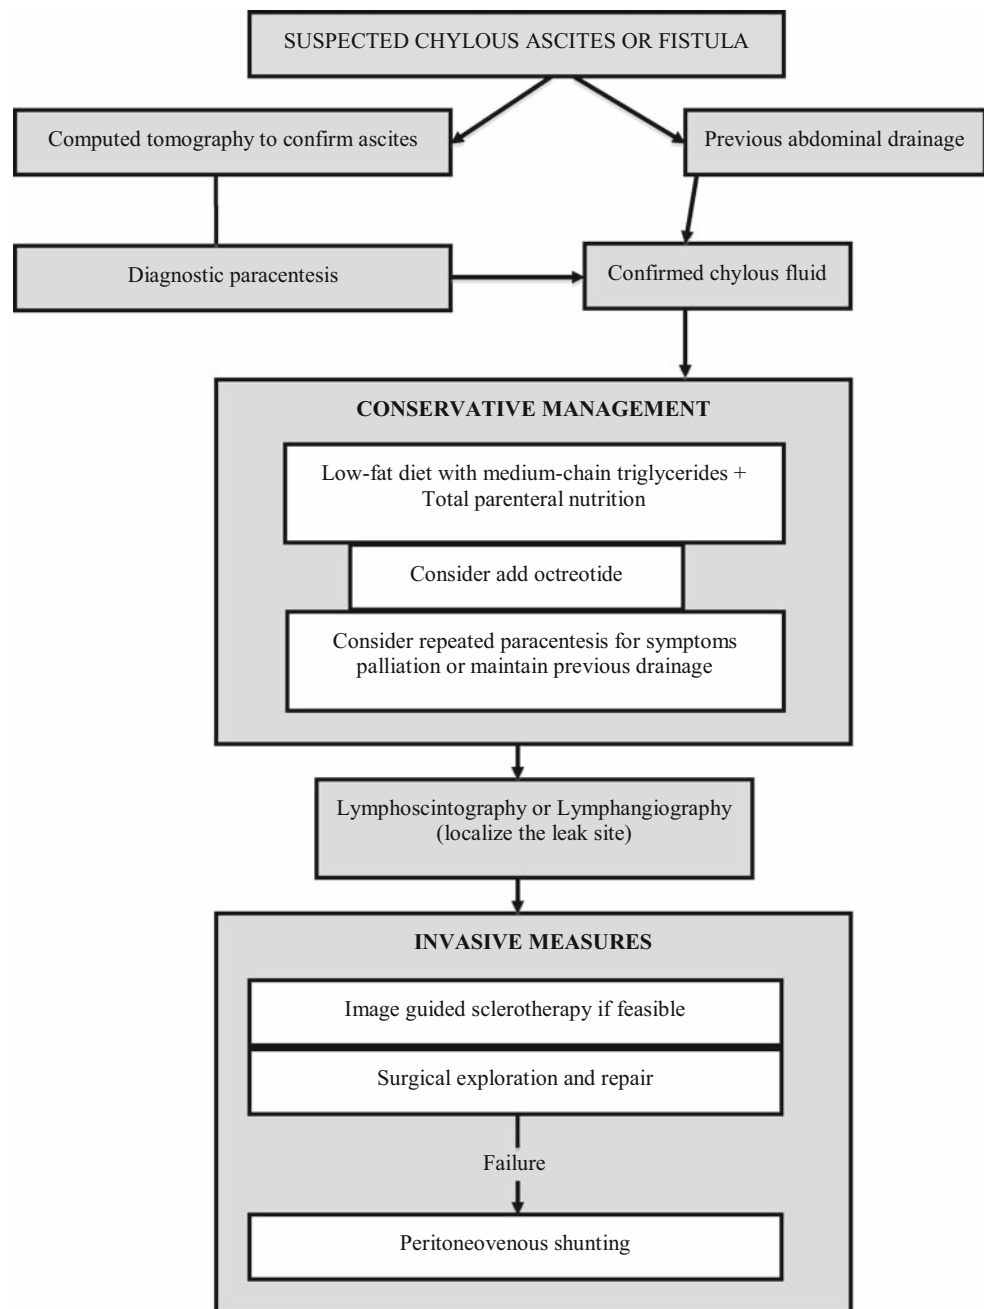 SUSPECTED CHYLOUS ASCITES OR FISTULA
Computed tomography to confirm ascites
Previous abdominal drainage
Diagnostic paracentesis
Confirmed chylous fluid
CONSERVATIVE MANAGEMENT
Low-fat diet with medium-chain triglycerides +
Total parenteral nutrition
Consider add octreotide
Consider repeated paracentesis for symptoms
palliation or maintain previous drainage
Lymphoscintography or Lymphangiography
(localize the leak site)
INVASIVE MEASURES
Image guided sclerotherapy if feasible
Surgical exploration and repair
Failure
Peritoneovenous shunting